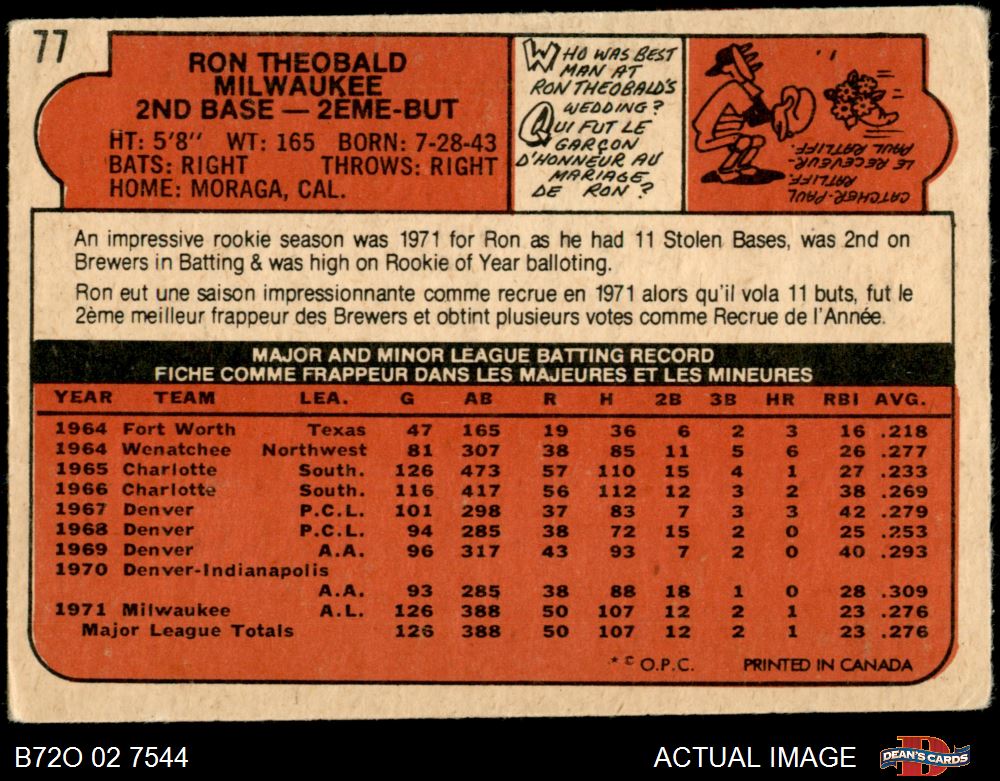 77
RON THEOBALD
MILWAUKEE
2ND BASE — 2EME-BUT
HT: 5'8" WT: 165 BORN: 7-28-43
BATS: RIGHT THROWS: RIGHT
HOME: MORAGA, CAL.
WHO WAS BEST
MAN AT
RON THEOBALD'S
WEDDING?
QUI FUT LE
GARÇON
D'HONNEUR AU
MARIAGE
DE RON?
CATCHER-PAUL
RATLIFF
LE RECEVEUR-
PAUL RATLIFF.
An impressive rookie season was 1971 for Ron as he had 11 Stolen Bases, was 2nd on
Brewers in Batting & was high on Rookie of Year balloting.
Ron eut une saison impressionnante comme recrue en 1971 alors qu'il vola 11 buts, fut le
2ème meilleur frappeur des Brewers et obtint plusieurs votes comme Recrue de l'Année.
MAJOR AND MINOR LEAGUE BATTING RECORD
FICHE COMME FRAPPEUR DANS LES MAJEURES ET LES MINEURES
YEAR TEAM LEA. G AB R H 2B 3B HR RBI AVG.
1964 Fort Worth Texas 47 165 19 36 6 2 3 16 .218
1964 Wenatchee Northwest 81 307 38 85 11 5 6 26 .277
1965 Charlotte South. 126 473 57 110 15 4 1 27 .233
1966 Charlotte South. 116 417 56 112 12 3 2 38 .269
1967 Denver P.C.L. 101 298 37 83 7 3 3 42 .279
1968 Denver P.C.L. 94 285 38 72 15 2 0 25 .253
1969 Denver A.A. 96 317 43 93 7 2 0 40 .293
1970 Denver-Indianapolis
A.A. 93 285 38 88 18 1 0 28 .309
1971 Milwaukee A.L. 126 388 50 107 12 2 1 23 .276
Major League Totals 126 388 50 107 12 2 1 23 .276
* © O.P.C. PRINTED IN CANADA
B72O 02 7544 ACTUAL IMAGE DEAN'S CARDS